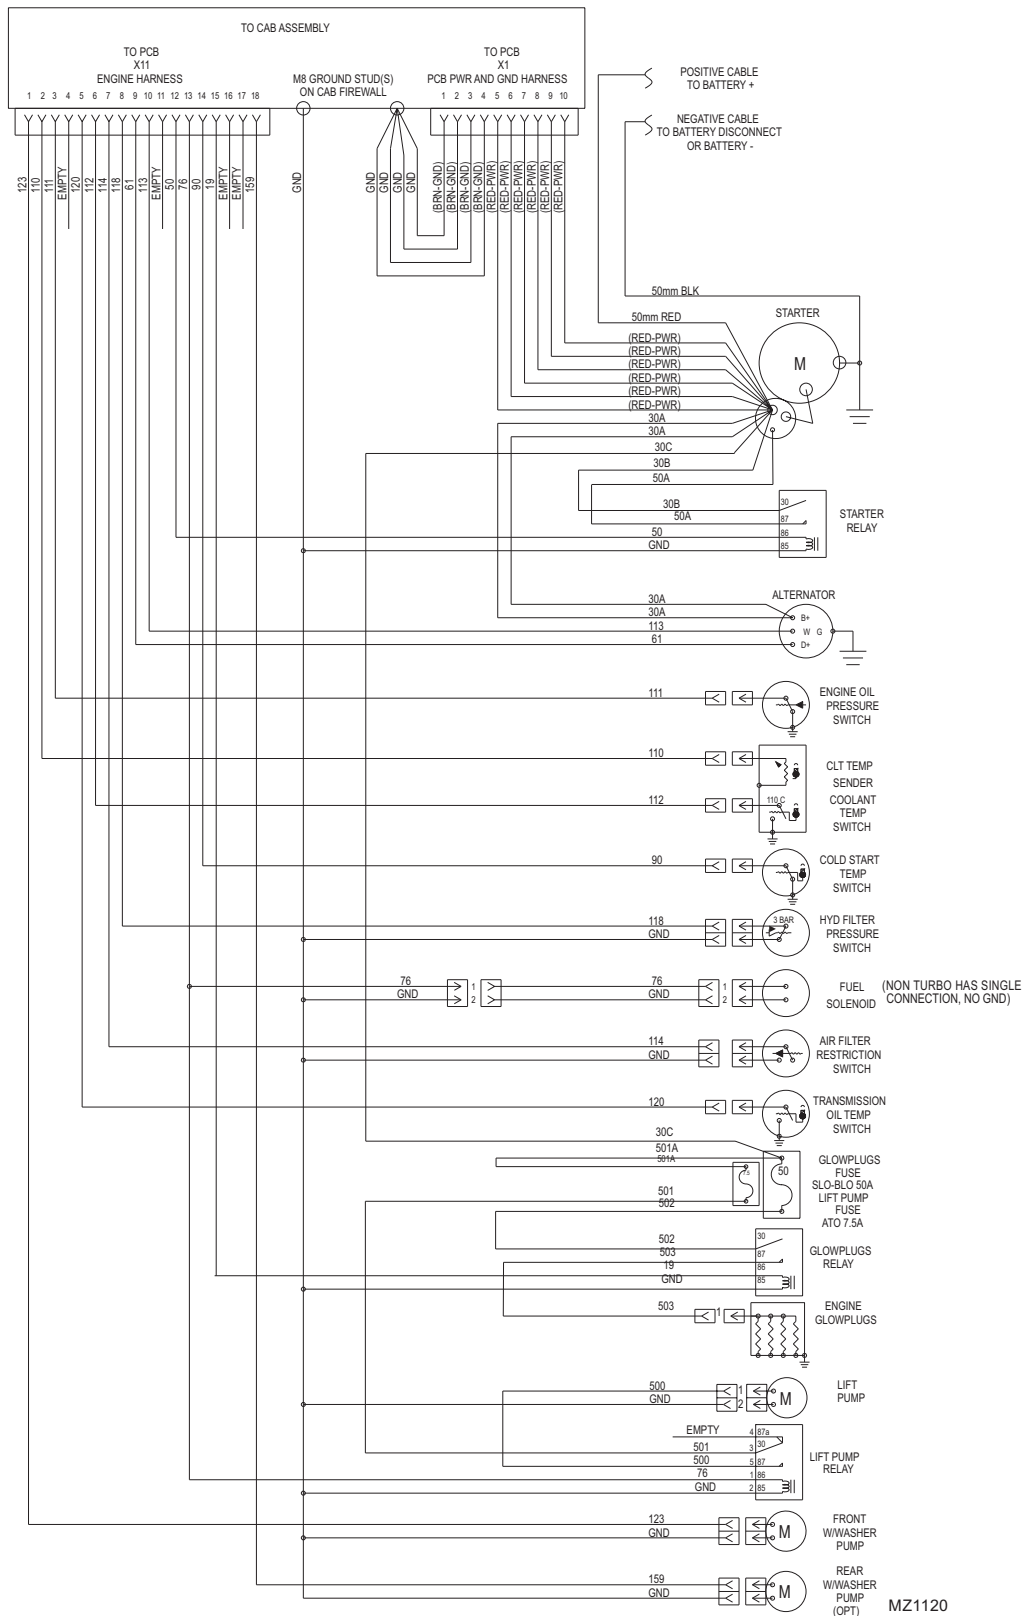 TO CAB ASSEMBLY
TO PCB
X11
ENGINE HARNESS
M8 GROUND STUD(S)
ON CAB FIREWALL
TO PCB
X1
PCB PWR AND GND HARNESS
1 2 3 4 5 6 7 8 9 10 11 12 13 14 15 16 17 18
1 2 3 4 5 6 7 8 9 10
POSITIVE CABLE
TO BATTERY +
NEGATIVE CABLE
TO BATTERY DISCONNECT
OR BATTERY -
123
110
111
EMPTY
120
112
114
118
61
113
EMPTY
50
76
90
19
EMPTY
EMPTY
159
GND
GND
GND
GND
GND
(BRN-GND)
(BRN-GND)
(BRN-GND)
(BRN-GND)
(RED-PWR)
(RED-PWR)
(RED-PWR)
(RED-PWR)
(RED-PWR)
(RED-PWR)
50mm BLK
50mm RED
STARTER
M
(RED-PWR)
(RED-PWR)
(RED-PWR)
(RED-PWR)
(RED-PWR)
(RED-PWR)
30A
30A
30C
30B
50A
30B
50A
50
GND
30
87
86
85
STARTER
RELAY
ALTERNATOR
30A
30A
113
61
B+
W G
D+
111
ENGINE OIL
PRESSURE
SWITCH
110
CLT TEMP
SENDER
112
110 C
COOLANT
TEMP
SWITCH
90
COLD START
TEMP
SWITCH
118
GND
3 BAR
HYD FILTER
PRESSURE
SWITCH
76
GND
1
2
76
GND
1
2
FUEL
SOLENOID
(NON TURBO HAS SINGLE
CONNECTION, NO GND)
114
GND
AIR FILTER
RESTRICTION
SWITCH
120
TRANSMISSION
OIL TEMP
SWITCH
30C
501A
501A
7.5
50
501
502
GLOWPLUGS
FUSE
SLO-BLO 50A
LIFT PUMP
FUSE
ATO 7.5A
502
503
19
GND
30
87
86
85
GLOWPLUGS
RELAY
503
1
ENGINE
GLOWPLUGS
500
GND
1
2
M
LIFT
PUMP
EMPTY
501
500
76
GND
4 87a
3 30
5 87
1 86
2 85
LIFT PUMP
RELAY
123
GND
M
FRONT
W/WASHER
PUMP
159
GND
M
REAR
W/WASHER
PUMP
(OPT)
MZ1120